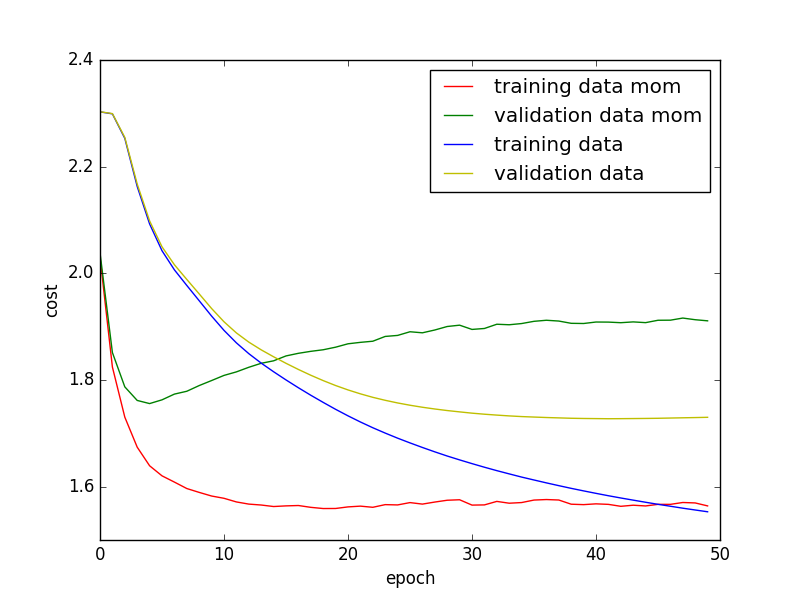 2.4
2.2
2.0
1.8
1.6
0
10
20
30
40
50
cost
epoch
training data mom
validation data mom
training data
validation data